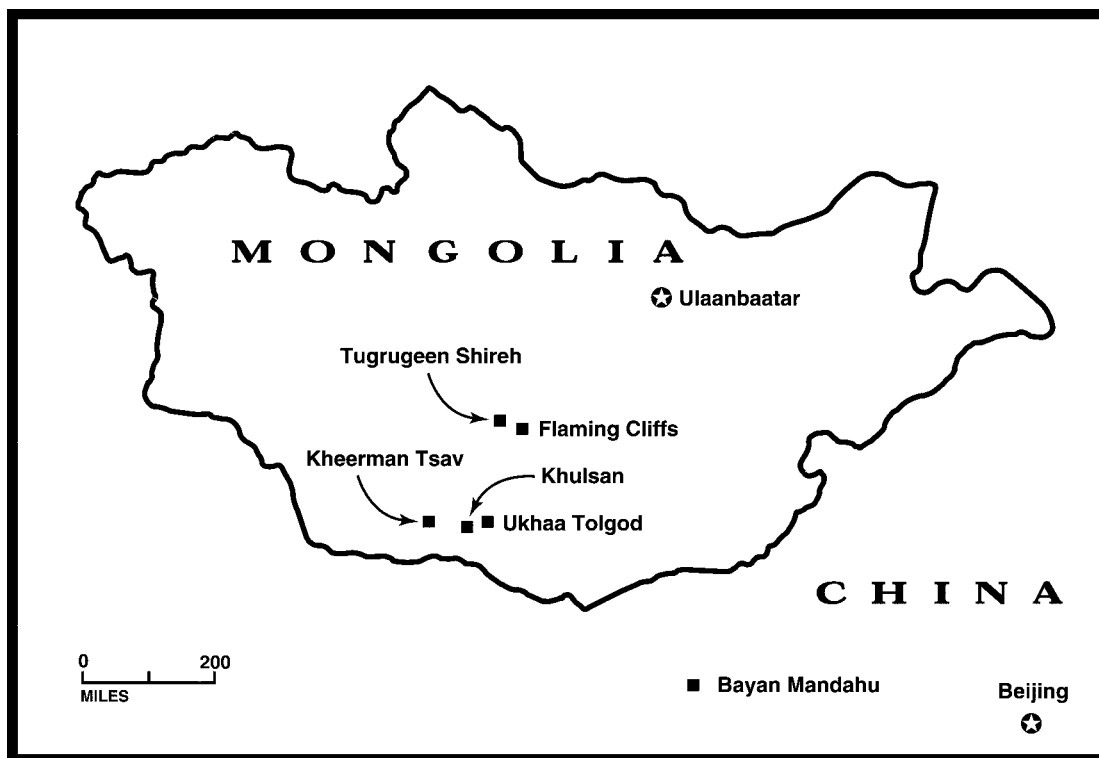 MONGOLIA
Ulaanbaatar
Tugrugeen Shireh
Flaming Cliffs
Kheerman Tsav
Khulsan
Ukhaa Tolgod
CHINA
0 200
MILES
Bayan Mandahu
Beijing